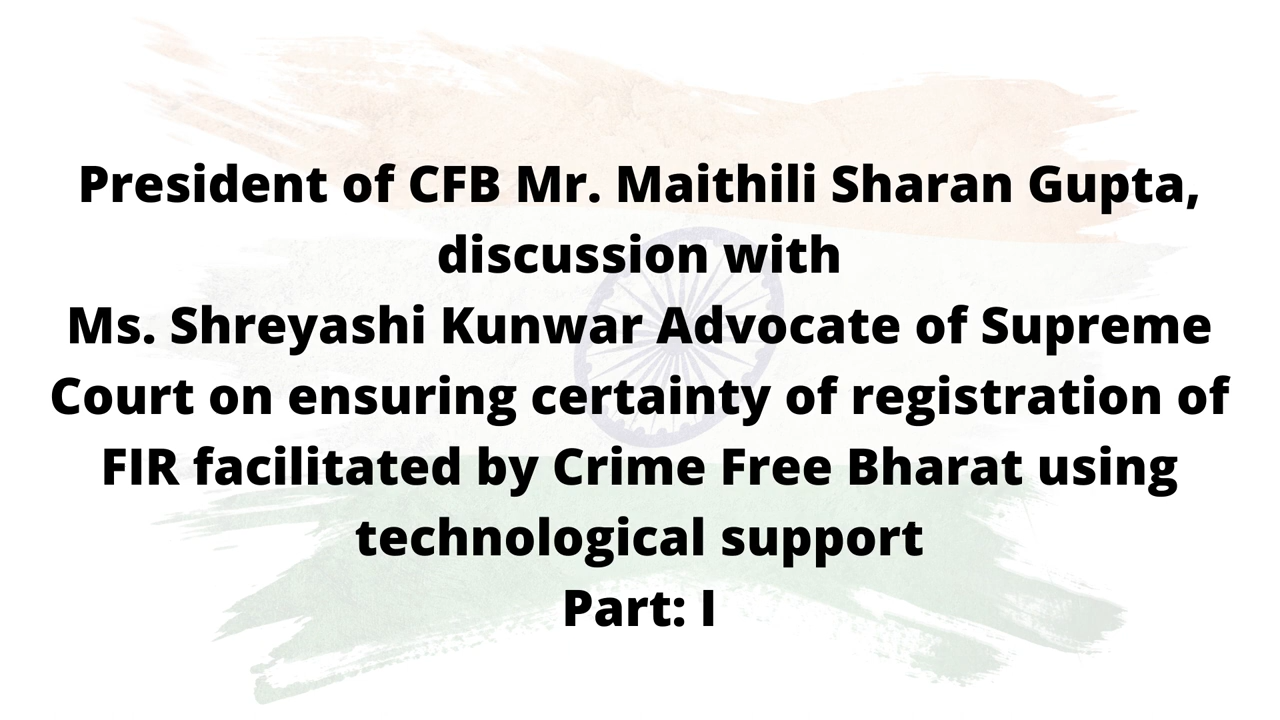 President of CFB Mr. Maithili Sharan Gupta,
discussion with
Ms. Shreyashi Kunwar Advocate of Supreme
Court on ensuring certainty of registration of
FIR facilitated by Crime Free Bharat using
technological support
Part: I